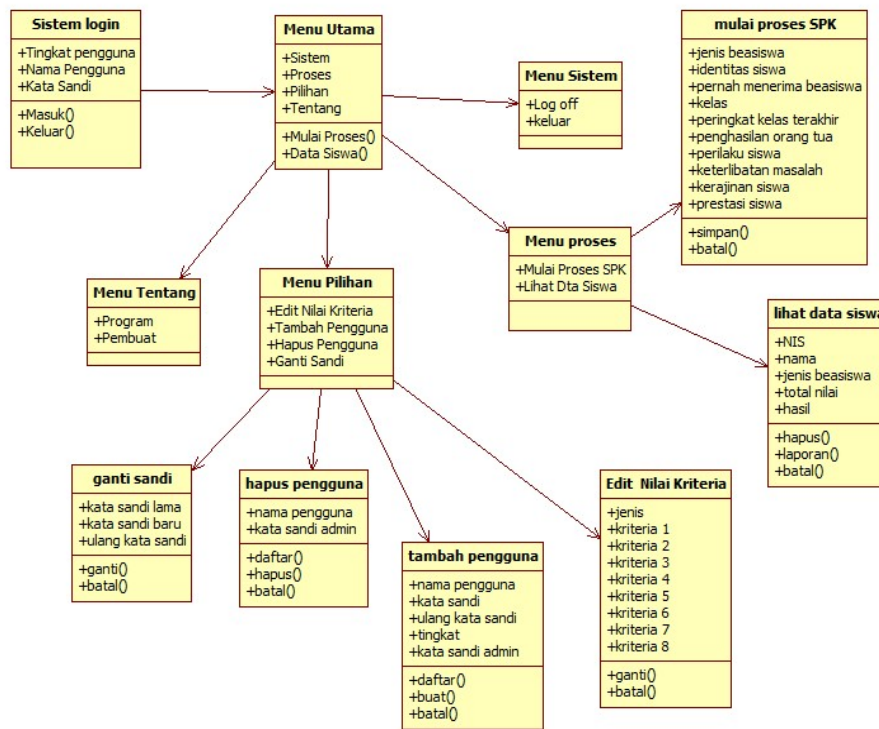 Sistem login
+Tingkat pengguna
+Nama Pengguna
+Kata Sandi
+Masuk()
+Keluar()
Menu Utama
+Sistem
+Proses
+Pilihan
+Tentang
+Mulai Proses()
+Data Siswa()
Menu Sistem
+Log off
+keluar
mulai proses SPK
+jenis beasiswa
+identitas siswa
+pernah menerima beasiswa
+kelas
+peringkat kelas terakhir
+penghasilan orang tua
+perilaku siswa
+keterlibatan masalah
+kerajinan siswa
+prestasi siswa
+simpan()
+batal()
Menu proses
+Mulai Proses SPK
+Lihat Dta Siswa
Menu Tentang
+Program
+Pembuat
Menu Pilihan
+Edit Nilai Kriteria
+Tambah Pengguna
+Hapus Pengguna
+Ganti Sandi
lihat data siswa
+NIS
+nama
+jenis beasiswa
+total nilai
+hasil
+hapus()
+laporan()
+batal()
ganti sandi
+kata sandi lama
+kata sandi baru
+ulang kata sandi
+ganti()
+batal()
hapus pengguna
+nama pengguna
+kata sandi admin
+daftar()
+hapus()
+batal()
tambah pengguna
+nama pengguna
+kata sandi
+ulang kata sandi
+tingkat
+kata sandi admin
+daftar()
+buat()
+batal()
Edit Nilai Kriteria
+jenis
+kriteria 1
+kriteria 2
+kriteria 3
+kriteria 4
+kriteria 5
+kriteria 6
+kriteria 7
+kriteria 8
+ganti()
+batal()